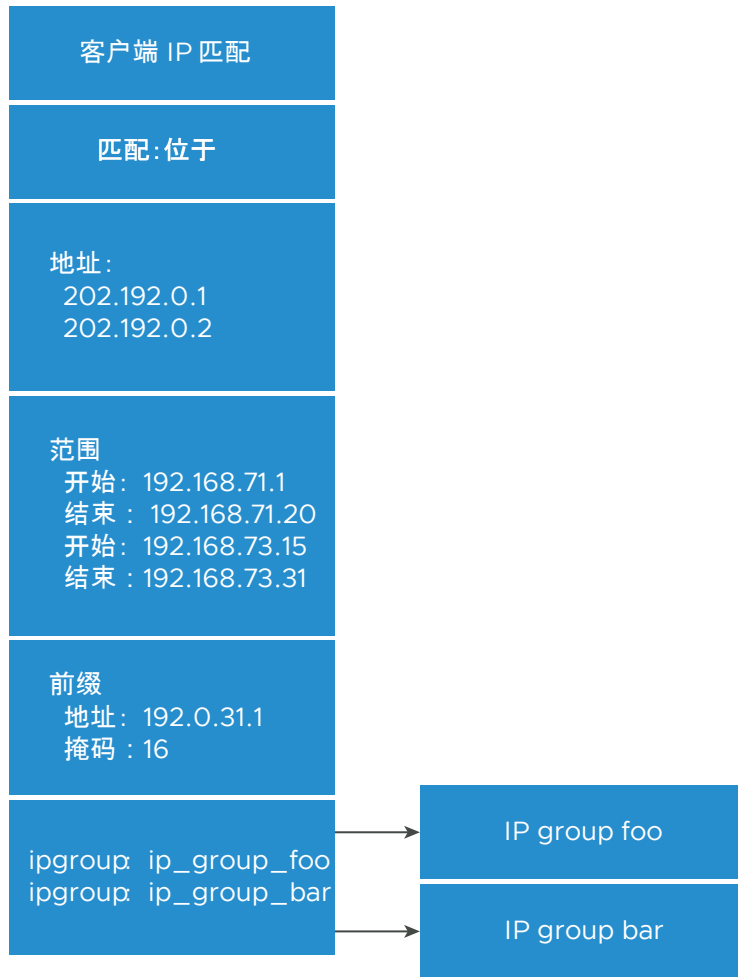 客户端 IP 匹配
匹配:位于
地址:
202.192.0.1
202.192.0.2
范围
开始: 192.168.71.1
结束 : 192.168.71.20
开始: 192.168.73.15
结束 : 192.168.73.31
前缀
地址: 192.0.31.1
掩码 : 16
ipgroup: ip_group_foo
ipgroup: ip_group_bar
IP group foo
IP group bar